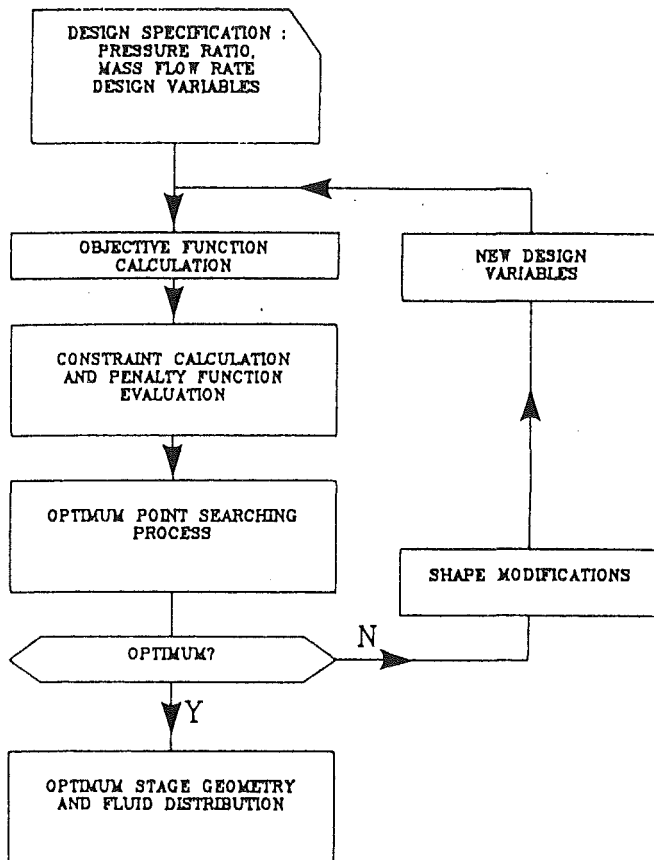 DESIGN SPECIFICATION :
PRESSURE RATIO,
MASS FLOW RATE
DESIGN VARIABLES
OBJECTIVE FUNCTION
CALCULATION
NEW DESIGN
VARIABLES
CONSTRAINT CALCULATION
AND PENALTY FUNCTION
EVALUATION
OPTIMUM POINT SEARCHING
PROCESS
SHAPE MODIFICATIONS
OPTIMUM?
N
Y
OPTIMUM STAGE GEOMETRY
AND FLUID DISTRIBUTION